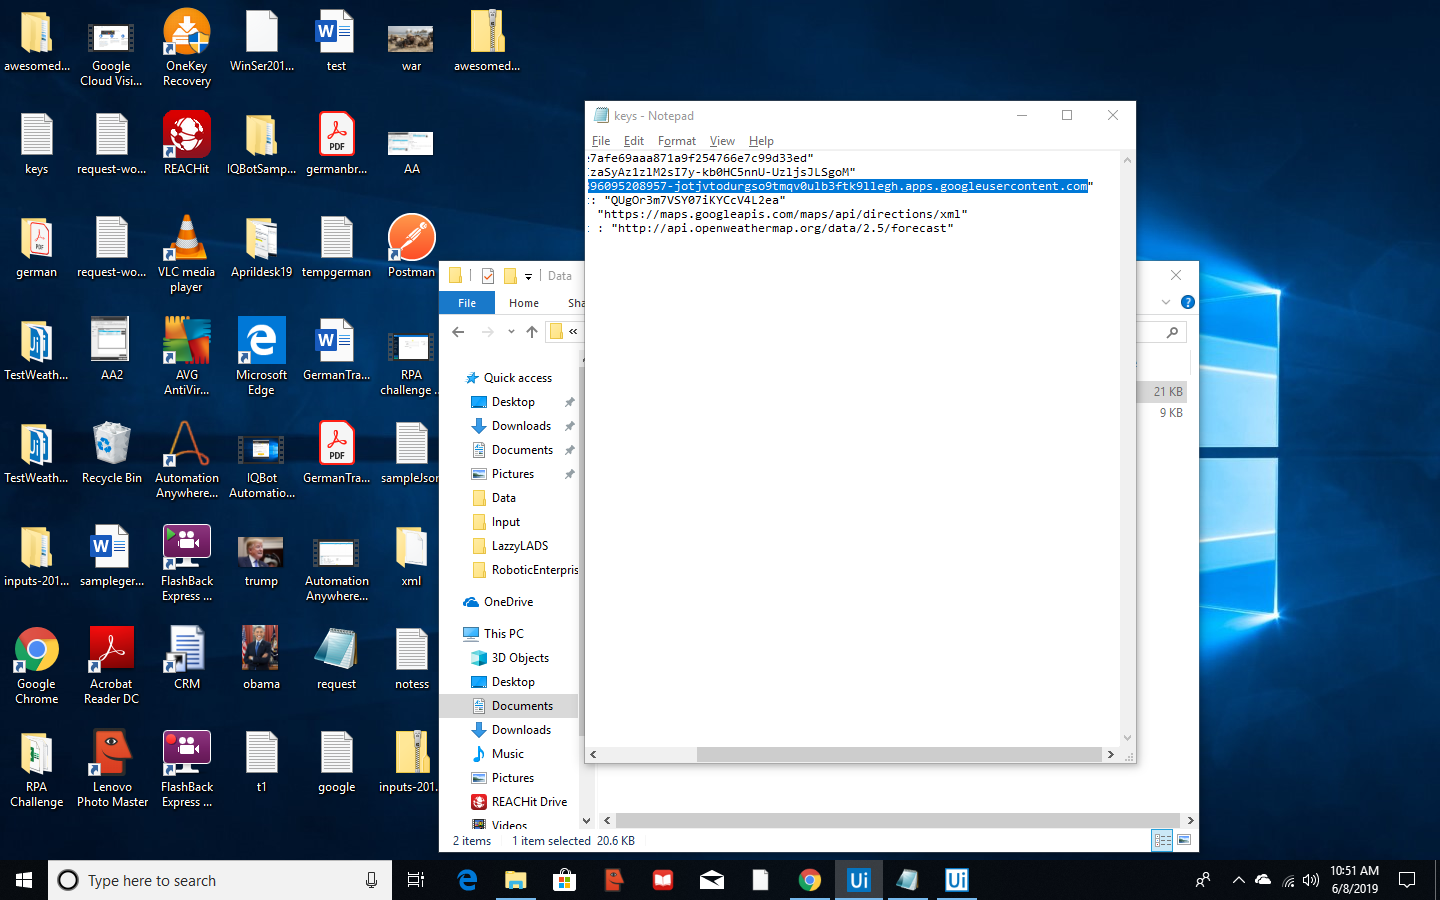 awesomed...
Google
Cloud Visi...
OneKey
Recovery
WinSer201...
test
war
awesomed...
keys
request-wo...
REACHit
IQBotSamp...
germanbr...
AA
german
request-wo...
VLC media
player
Aprildesk19
tempgerman
Postman
TestWeath...
AA2
AVG
AntiVir...
Microsoft
Edge
GermanTra...
RPA
challenge ...
TestWeath...
Recycle Bin
Automation
Anywhere...
IQBot
Automatio...
GermanTra...
sampleJson
inputs-201...
sampleger...
FlashBack
Express ...
trump
Automation
Anywhere...
xml
Google
Chrome
Acrobat
Reader DC
CRM
obama
request
notess
RPA
Challenge
Lenovo
Photo Master
FlashBack
Express ...
t1
google
inputs-201...
keys - Notepad
File Edit Format View Help
e7afe69aaa871a9f254766e7c99d33ed"
IzaSyAz1zlM2sI7y-kb0HC5nnU-UzljsJLSgoM"
496095208957-jotjvtodurgso9tmqv0ulb3ftk9llegh.apps.googleusercontent.com"
: "QUgOr3m7VSY07iKYCcV4L2ea"
"https://maps.googleapis.com/maps/api/directions/xml"
: "http://api.openweathermap.org/data/2.5/forecast"
Data
File Home Sha
Quick access
Desktop
Downloads
Documents
Pictures
Data
Input
LazzyLADS
RoboticEnterpris
OneDrive
This PC
3D Objects
Desktop
Documents
Downloads
Music
Pictures
REACHit Drive
Videos
21 KB
9 KB
2 items 1 item selected 20.6 KB
Type here to search
10:51 AM
6/8/2019